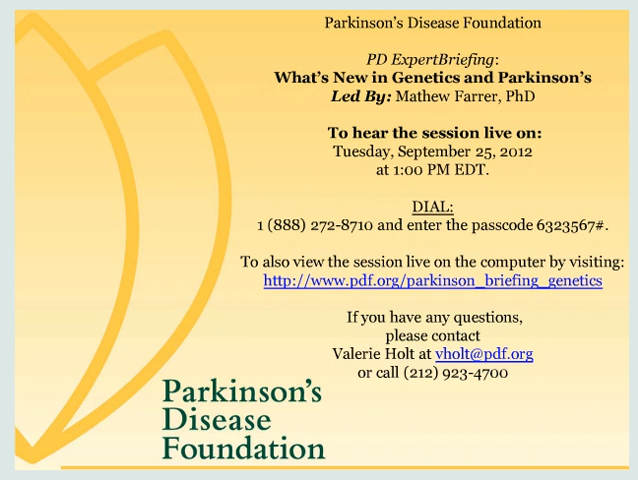 Parkinson's Disease Foundation
PD ExpertBriefing:
What's New in Genetics and Parkinson's
Led By: Mathew Farrer, PhD
To hear the session live on:
Tuesday, September 25, 2012
at 1:00 PM EDT.
DIAL:
1 (888) 272-8710 and enter the passcode 6323567#.
To also view the session live on the computer by visiting:
http://www.pdf.org/parkinson_briefing_genetics
If you have any questions,
please contact
Valerie Holt at vholt@pdf.org
or call (212) 923-4700
Parkinson's
Disease
Foundation